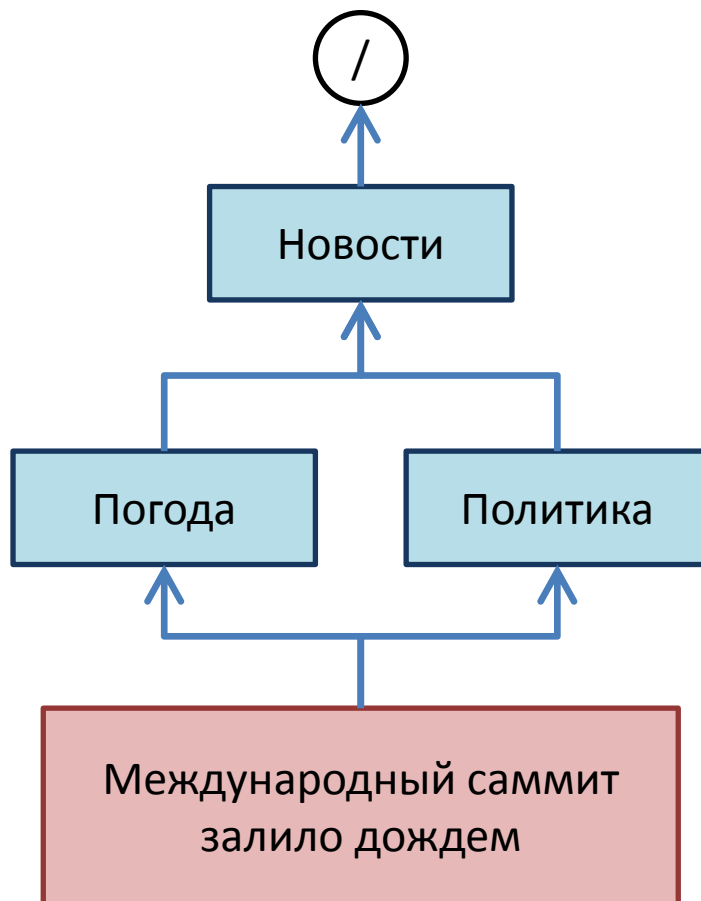 /
Новости
Погода
Политика
Международный саммит
залило дождем